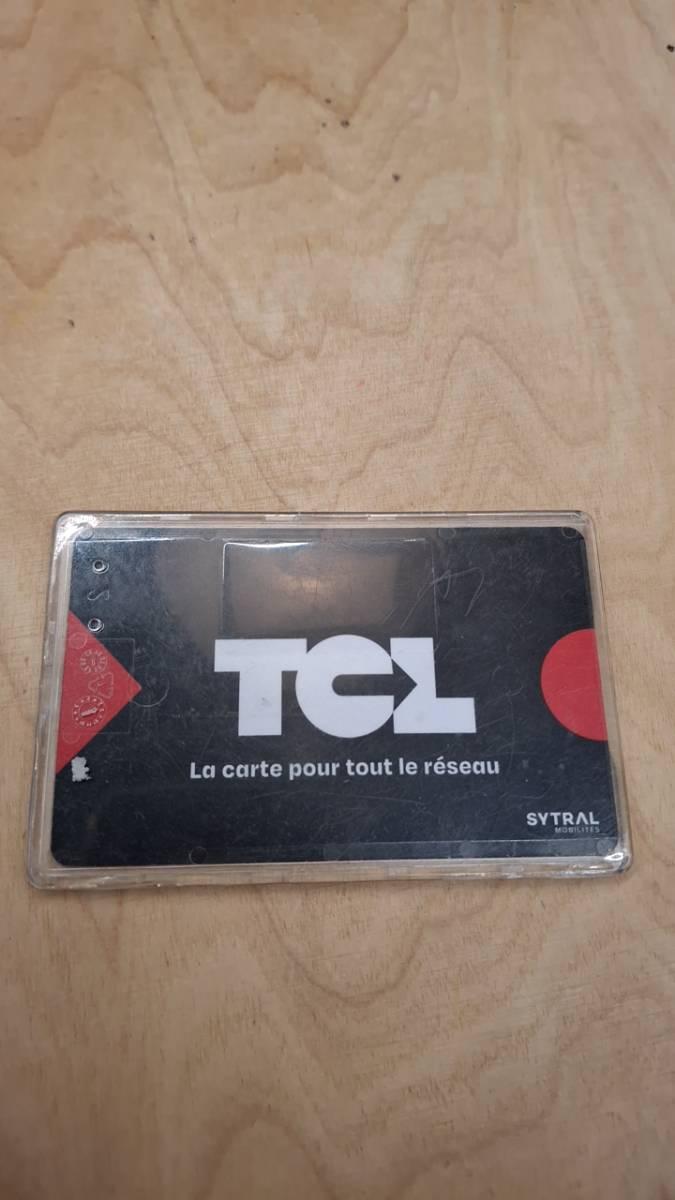 TCL
La carte pour tout le réseau
SYTRAL
MOBILITÉS